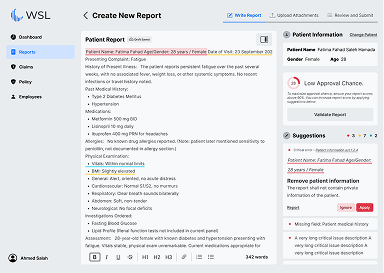 WSL
Create New Report
Write Report
Upload Attachments
Review and Submit
Dashboard
Reports
Claims
Policy
Employees
Ahmed Salah
Patient Report
Draft Saved
Patient Name: Fatima Fahad Age/Gender: 28 years / Female Date of Visit: 23 September 202
Presenting Complaint: Fatigue
History of Present Illness: The patient reports persistent fatigue over the past several
weeks, with no associated fever, weight loss, or other systemic symptoms. No recent
infections or travel history noted.
Past Medical History:
• Type 2 Diabetes Mellitus
• Hypertension
Medications:
• Metformin 500 mg BID
• Lisinopril 10 mg daily
• Ibuprofen 400 mg PRN for headaches
Allergies: No known drug allergies reported. (Note: patient later mentioned sensitivity to
penicillin, not documented in allergy section.)
Physical Examination:
• Vitals: Within normal limits
• BMI: Slightly elevated
• General: Alert, oriented, no acute distress
• Cardiovascular: Normal S1/S2, no murmurs
• Respiratory: Clear breath sounds bilaterally
• Abdomen: Soft, non-tender
• Neurological: No focal deficits
Investigations Ordered:
• Fasting Blood Glucose
• Lipid Profile (Renal function tests not included in current panel)
Assessment: 28-year-old female with known diabetes and hypertension presenting with
fatigue. Vitals stable, physical exam unremarkable. Current medications appropriate for
B I U S H1 H2 H3
342 words
Patient Information
Change Patient
Patient Name Fatima Fahad Saleh Hamada
Gender Female Age 28
Low Approval Chance.
To maximize approval chance, ensure your report score
above 80%. You can increase report score by applying
suggestions below
Validate Report
Suggestions
3 7 2
Critical error - Patient information act 1.2.4
Patient Name: Fatima Fahad Age/Gender:
28 years / Female
Remove patient information
The report shall not contain private
information of the patient.
Report
Ignore
Apply
Missing field: Patient medical history
A very long critical issue description A
very long critical issue description A
very long critical issue description